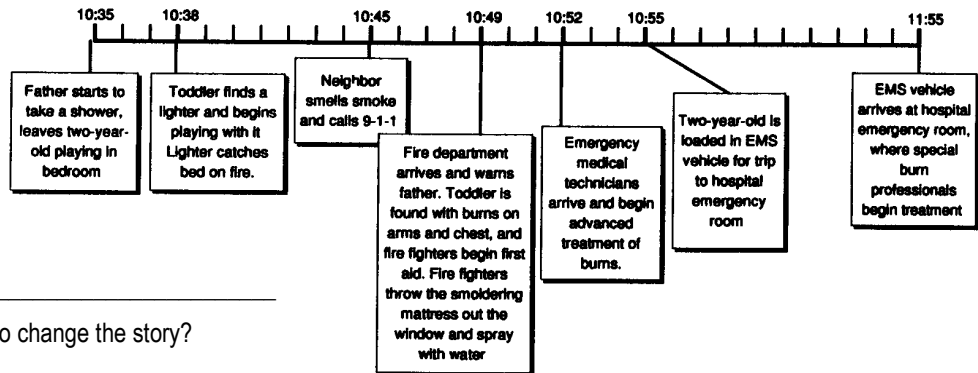 10:35 10:38 10:45 10:49 10:52 10:55 11:55
Father starts to
take a shower,
leaves two-year-
old playing in
bedroom
Toddler finds a
lighter and begins
playing with it
Lighter catches
bed on fire.
Neighbor
smells smoke
and calls 9-1-1
Fire department
arrives and warns
father. Toddler is
found with burns on
arms and chest, and
fire fighters begin first
aid. Fire fighters
throw the smoldering
mattress out the
window and spray
with water
Emergency
medical
technicians
arrive and begin
advanced
treatment of
burns.
Two-year-old is
loaded in EMS
vehicle for trip
to hospital
emergency
room
EMS vehicle
arrives at hospital
emergency room,
where special
burn
professionals
begin treatment
o change the story?